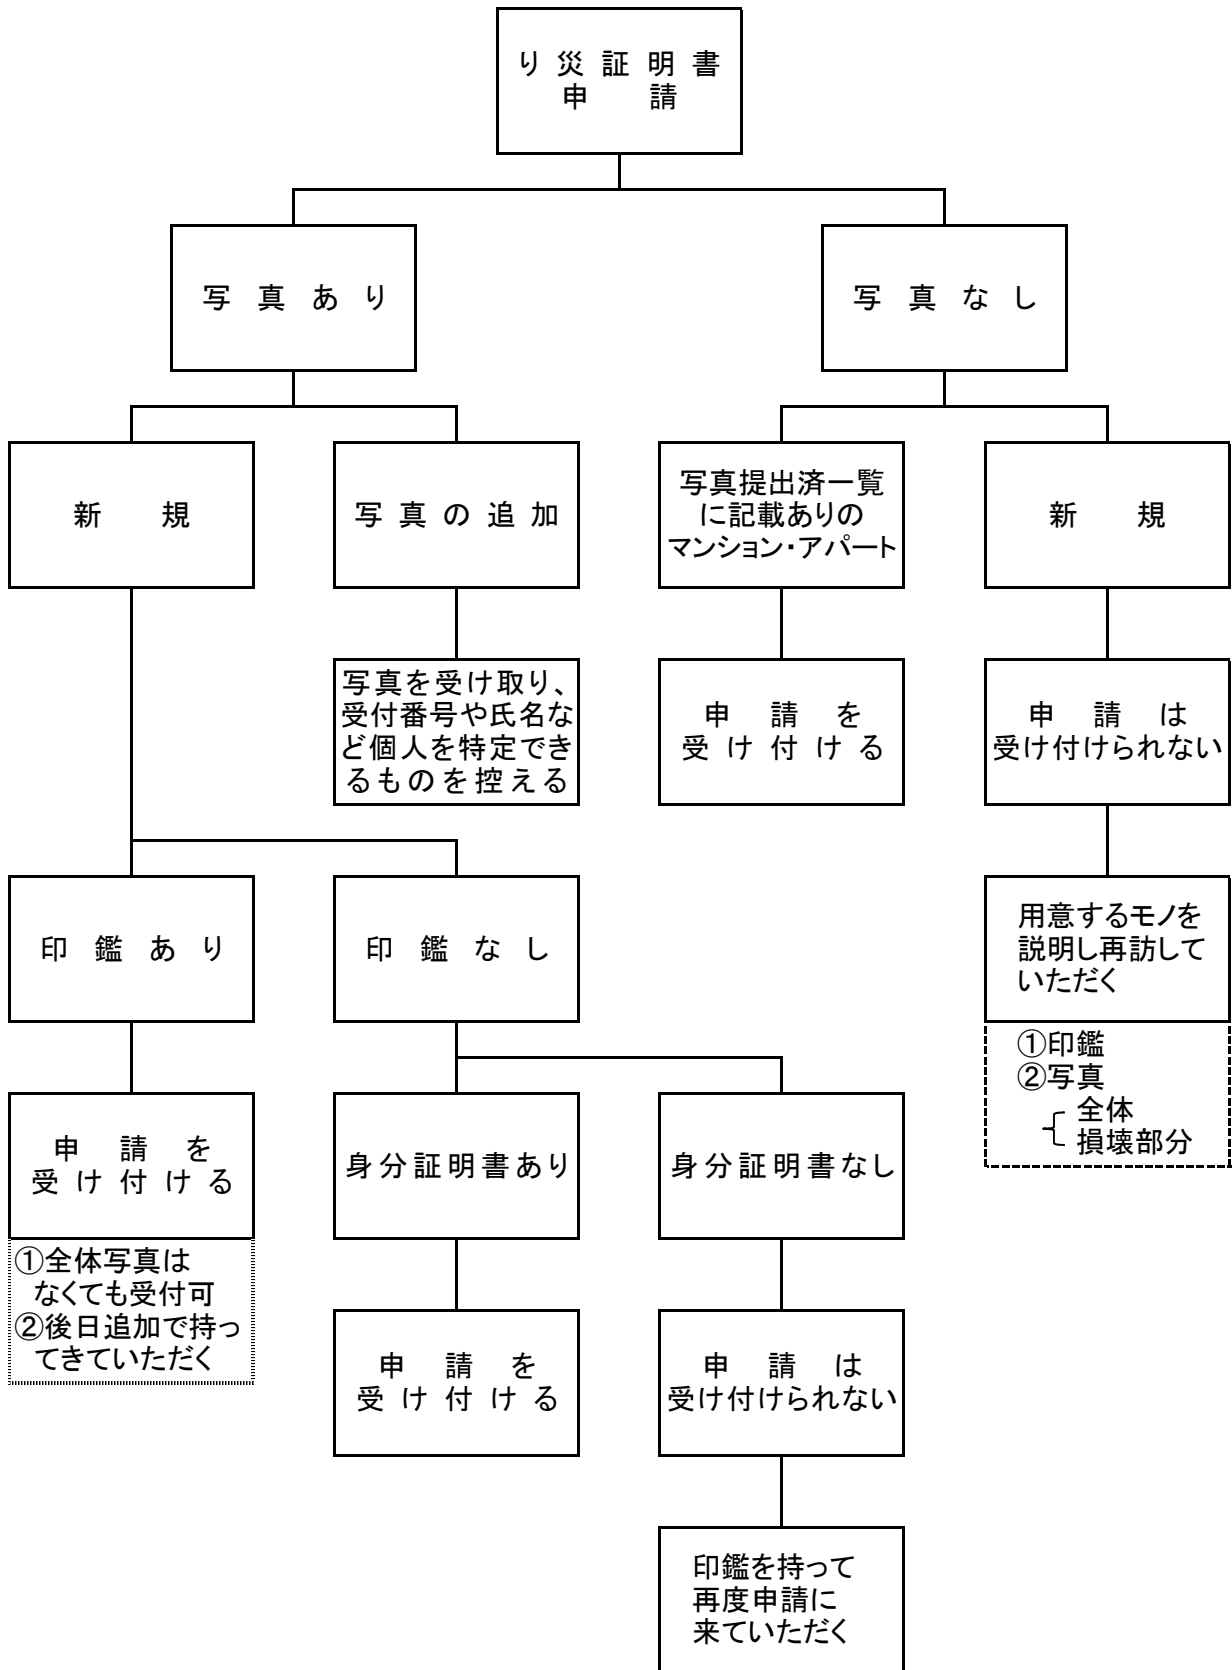 り災証明書
申請
写真あり
写真なし
新規
写真の追加
写真提出済一覧
に記載ありの
マンション・アパート
新規
写真を受け取り、
受付番号や氏名な
ど個人を特定でき
るものを控える
申請を
受け付ける
申請は
受け付けられない
印鑑あり
印鑑なし
用意するモノを
説明し再訪して
いただく
①印鑑
②写真
全体
損壊部分
申請を
受け付ける
①全体写真は
なくても受付可
②後日追加で持っ
てきていただく
身分証明書あり
身分証明書なし
申請を
受け付ける
申請は
受け付けられない
印鑑を持って
再度申請に
来ていただく